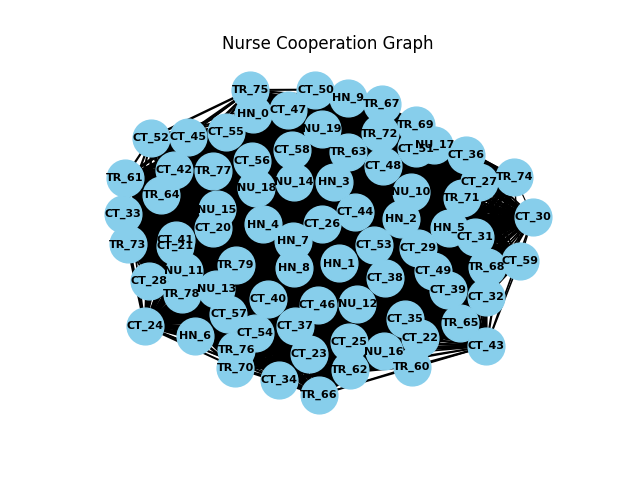 Nurse Cooperation Graph
TR_75
CT_50
HN_9
TR_67
HN_0
CT_47
TR_69
NU_19
CT_55
TR_72
CT_52
CT_45
NU_17
CT_51
CT_58
TR_63
CT_36
CT_56
CT_48
CT_42
TR_77
TR_61
TR_74
NU_14
HN_3
CT_27
NU_18
NU_10
TR_64
TR_71
NU_15
CT_44
CT_33
CT_30
HN_2
HN_4
CT_26
CT_20
HN_5
CT_31
CT_41
CT_21
TR_73
HN_7
CT_53
CT_29
CT_59
HN_1
TR_79
HN_8
TR_68
NU_11
CT_49
CT_38
CT_28
NU_13
CT_39
TR_78
CT_32
CT_40
CT_46
NU_12
CT_57
CT_35
TR_65
CT_24
CT_37
CT_54
HN_6
CT_22
CT_25
CT_43
TR_76
NU_16
CT_23
TR_70
TR_62
TR_60
CT_34
TR_66